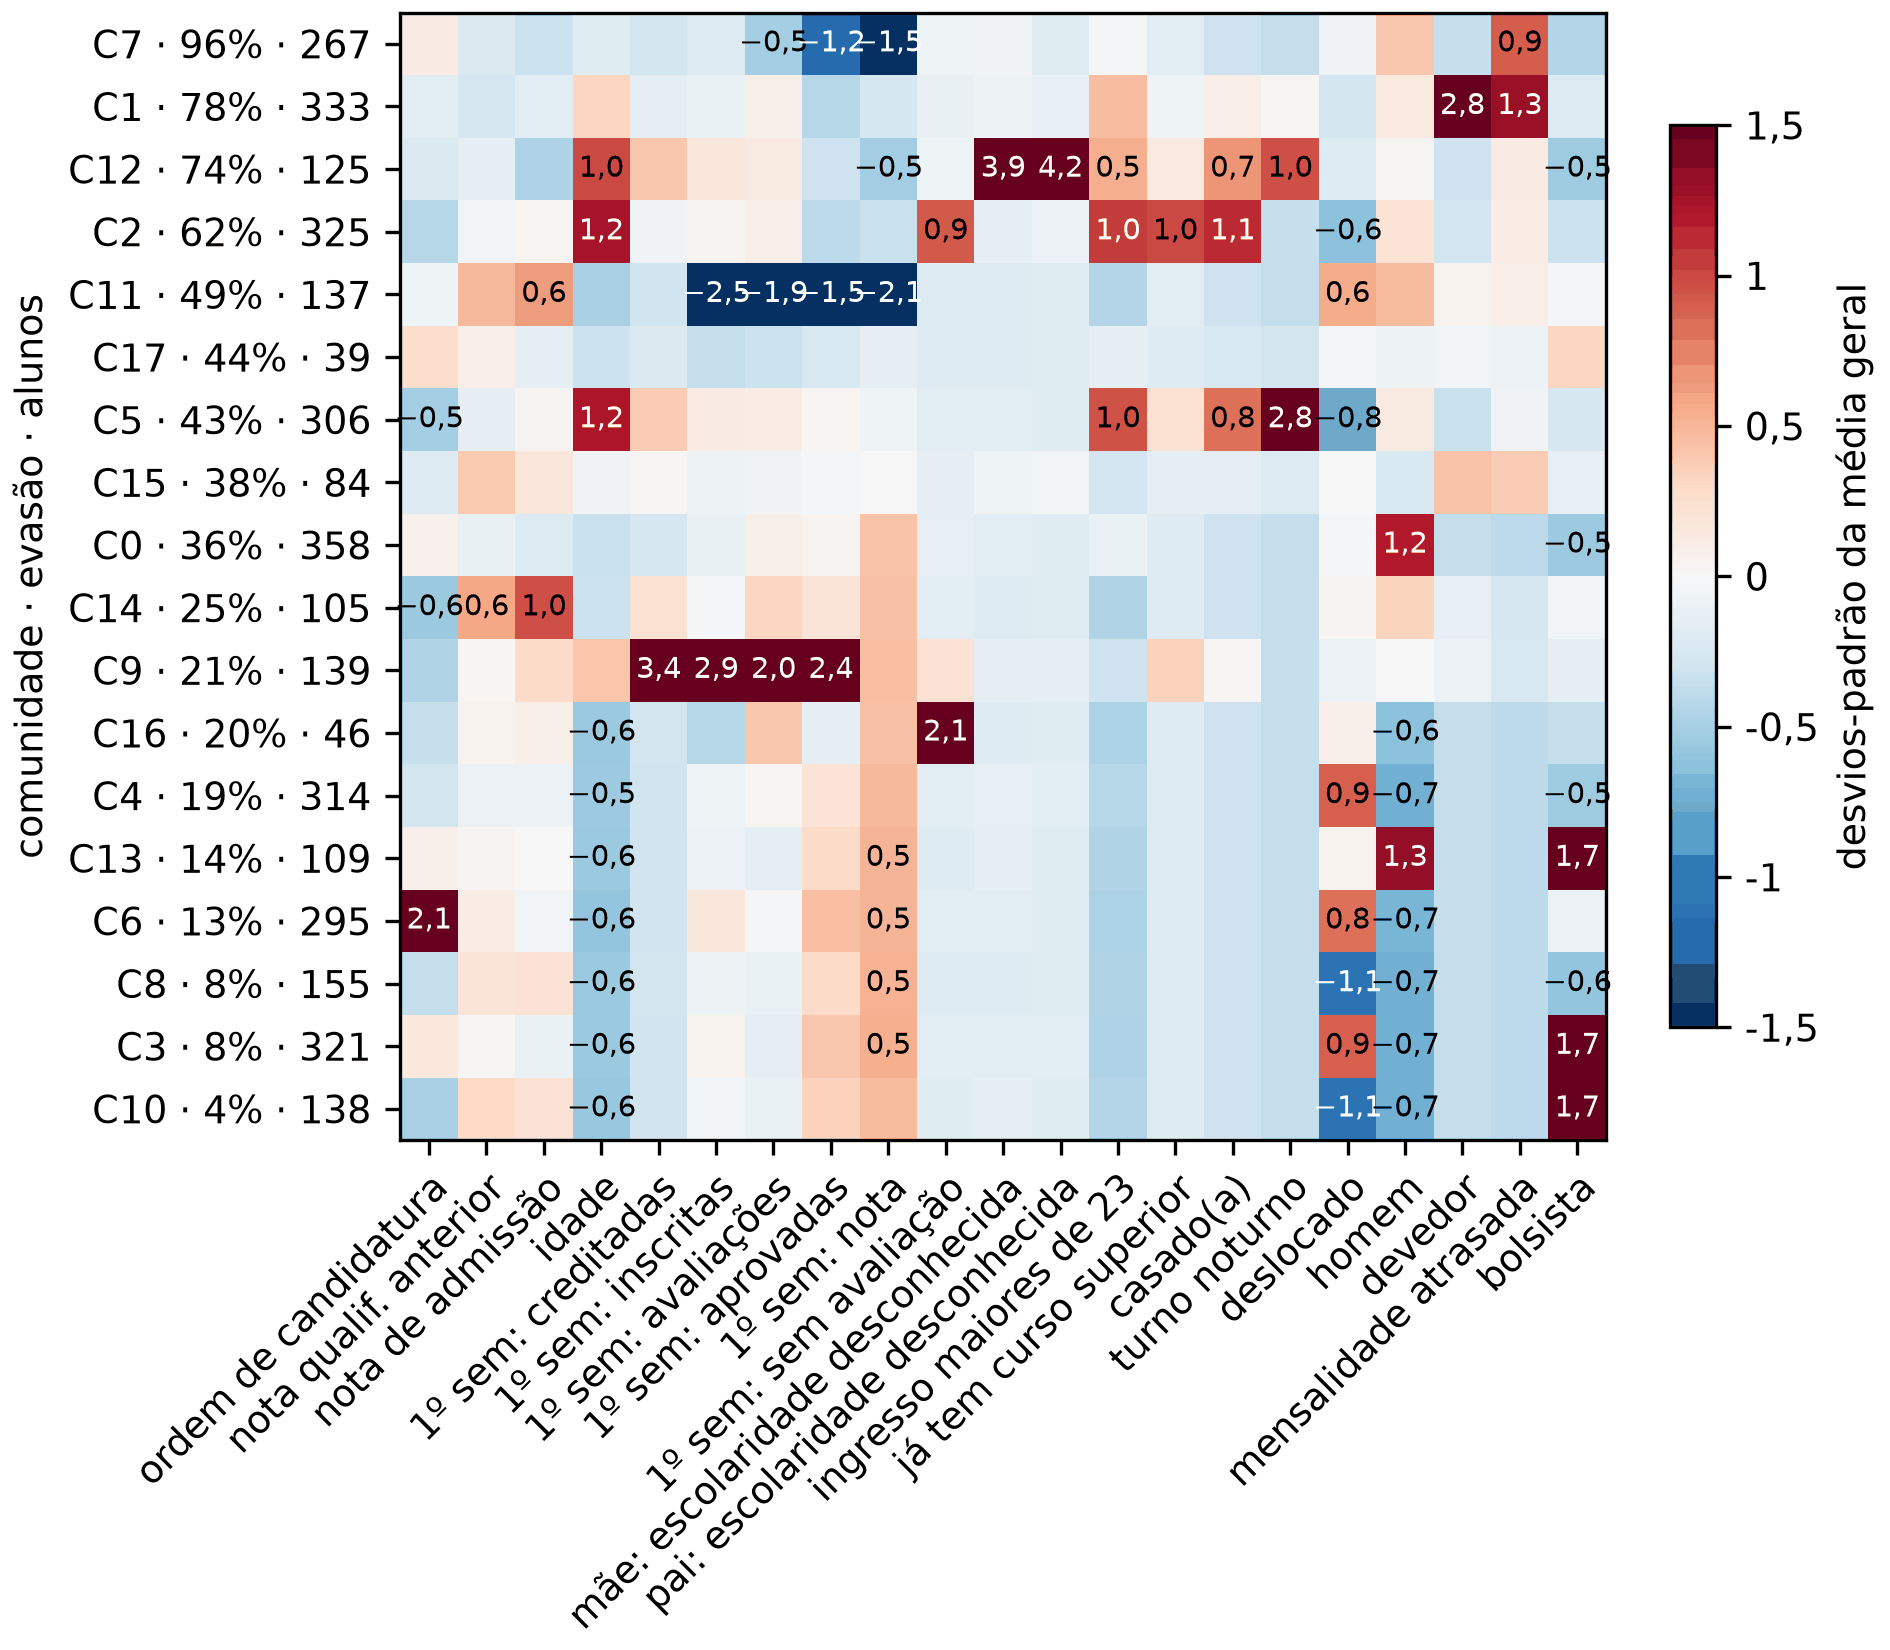 comunidade · evasão · alunos
C7 · 96% · 267 −0,5 −1,2 −1,5 0,9
C1 · 78% · 333 2,8 1,3
C12 · 74% · 125 1,0 −0,5 3,9 4,2 0,5 0,7 1,0 −0,5
C2 · 62% · 325 1,2 0,9 1,0 1,0 1,1 −0,6
C11 · 49% · 137 0,6 −2,5 −1,9 −1,5 −2,1 0,6
C17 · 44% · 39
C5 · 43% · 306 −0,5 1,2 1,0 0,8 2,8 −0,8
C15 · 38% · 84
C0 · 36% · 358 1,2 −0,5
C14 · 25% · 105 −0,6 0,6 1,0
C9 · 21% · 139 3,4 2,9 2,0 2,4
C16 · 20% · 46 −0,6 2,1 −0,6
C4 · 19% · 314 −0,5 0,9 −0,7 −0,5
C13 · 14% · 109 −0,6 0,5 1,3 1,7
C6 · 13% · 295 2,1 −0,6 0,5 0,8 −0,7
C8 · 8% · 155 −0,6 0,5 −1,1 −0,7 −0,6
C3 · 8% · 321 −0,6 0,5 0,9 −0,7 1,7
C10 · 4% · 138 −0,6 −1,1 −0,7 1,7
ordem de candidatura
nota qualif. anterior
nota de admissão
idade
1º sem: creditadas
1º sem: inscritas
1º sem: avaliações
1º sem: aprovadas
1º sem: nota
1º sem: sem avaliação
mãe: escolaridade desconhecida
pai: escolaridade desconhecida
ingresso maiores de 23
já tem curso superior
casado(a)
turno noturno
deslocado
homem
devedor
mensalidade atrasada
bolsista
1,5
1
0,5
0
-0,5
-1
-1,5
desvios-padrão da média geral